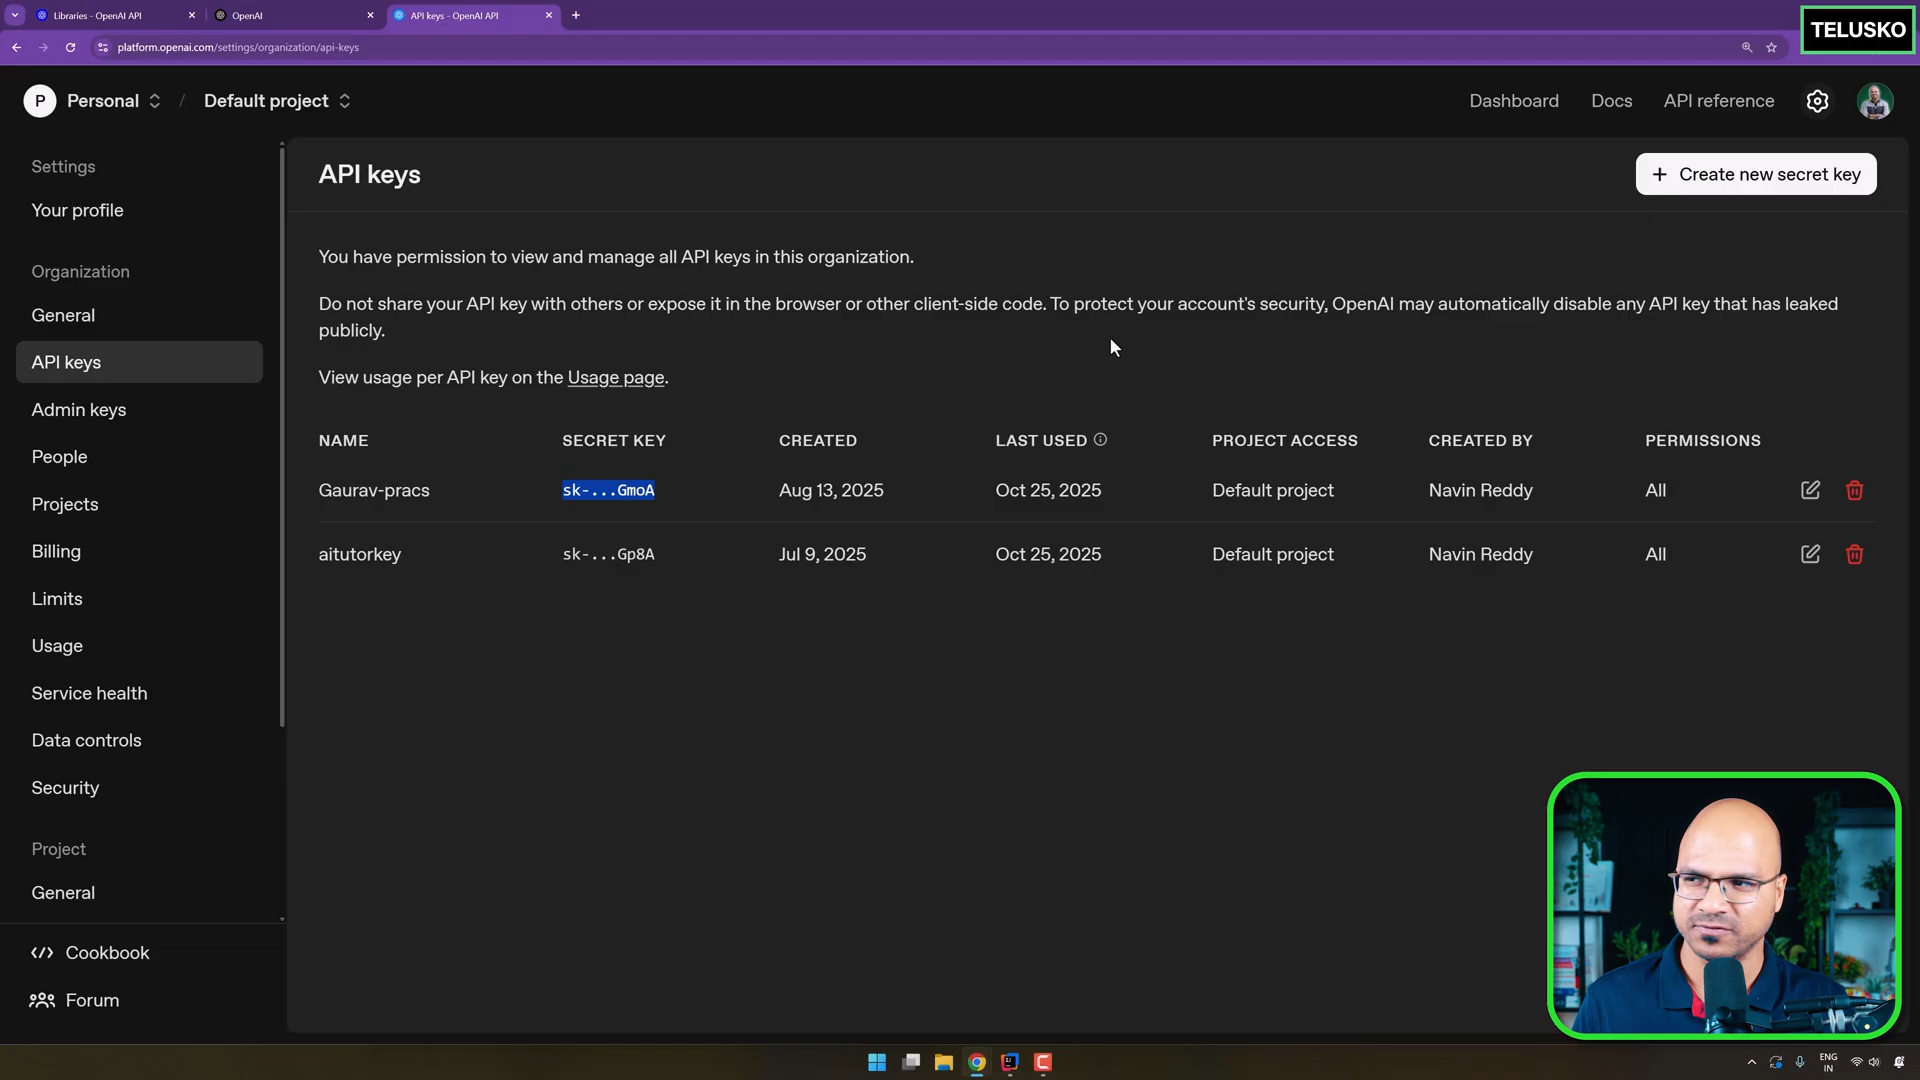 Libraries - OpenAI API
OpenAI
API keys - OpenAI API
TELUSKO
platform.openai.com/settings/organization/api-keys
P Personal / Default project
Dashboard Docs API reference
Settings
Your profile
Organization
General
API keys
Admin keys
People
Projects
Billing
Limits
Usage
Service health
Data controls
Security
Project
General
Cookbook
Forum
API keys
+ Create new secret key
You have permission to view and manage all API keys in this organization.
Do not share your API key with others or expose it in the browser or other client-side code. To protect your account's security, OpenAI may automatically disable any API key that has leaked
publicly.
View usage per API key on the Usage page.
NAME SECRET KEY CREATED LAST USED PROJECT ACCESS CREATED BY PERMISSIONS
Gaurav-pracs sk-...GmoA Aug 13, 2025 Oct 25, 2025 Default project Navin Reddy All
aitutorkey sk-...Gp8A Jul 9, 2025 Oct 25, 2025 Default project Navin Reddy All
ENG
IN